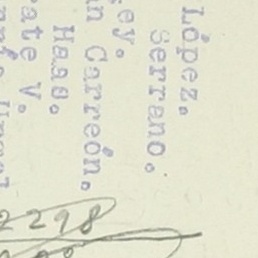 López.
Serrano.
ey.
n Carreón.
Haas.
ate V.
2298